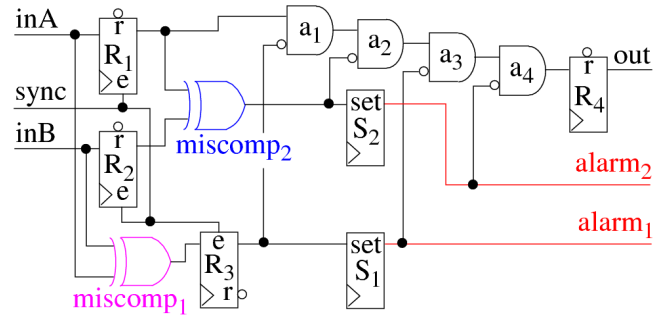 inA
r
R1
e
a1
a2
a3
a4
r
R4
out
sync
inB
r
R2
e
miscomp2
set
S2
alarm2
miscomp1
e
R3
r
set
S1
alarm1